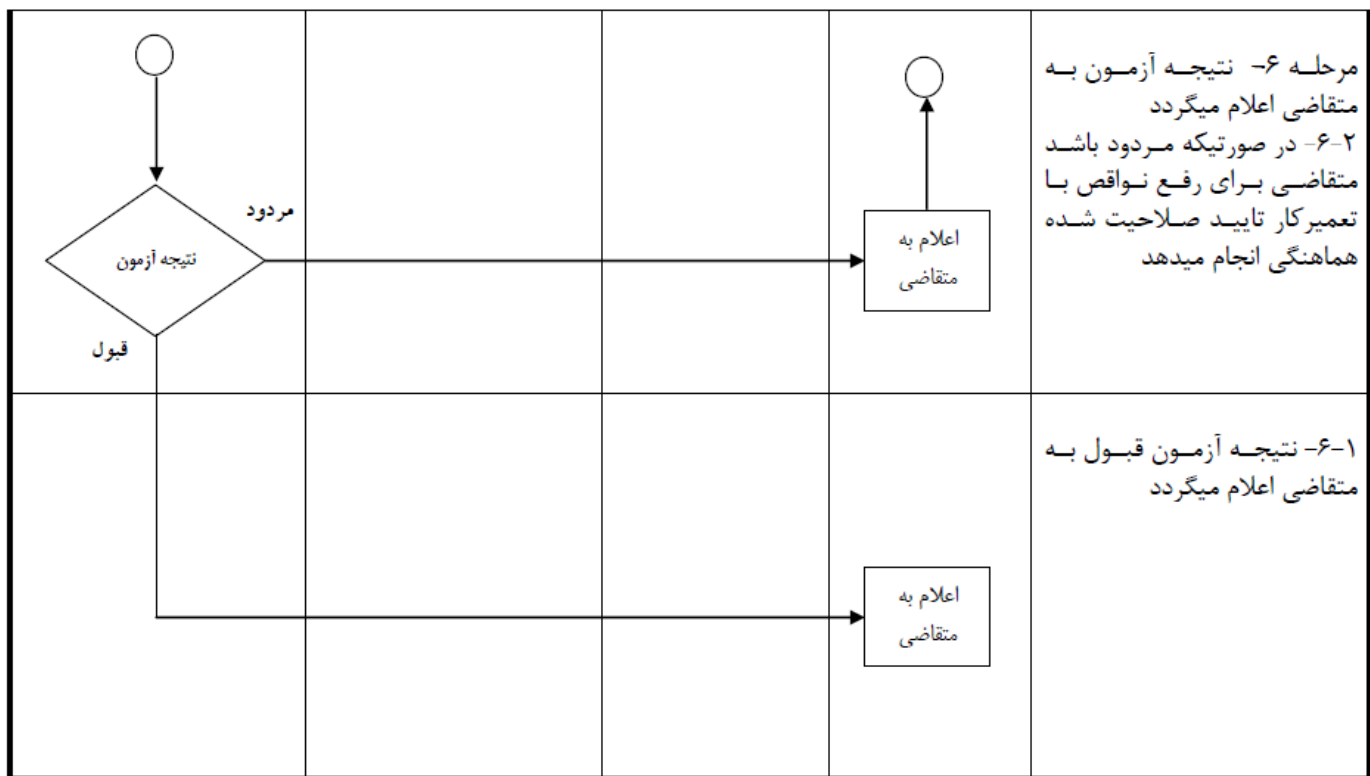 مرحله ۶- نتیجه آزمون به
متقاضی اعلام میگردد
۶-۲- در صورتیکه مردود باشد
متقاضی برای رفع نواقص با
تعمیرکار تایید صلاحیت شده
هماهنگی انجام میدهد
اعلام به
متقاضی
مردود
نتیجه آزمون
قبول
۶-۱- نتیجه آزمون قبول به
متقاضی اعلام میگردد
اعلام به
متقاضی